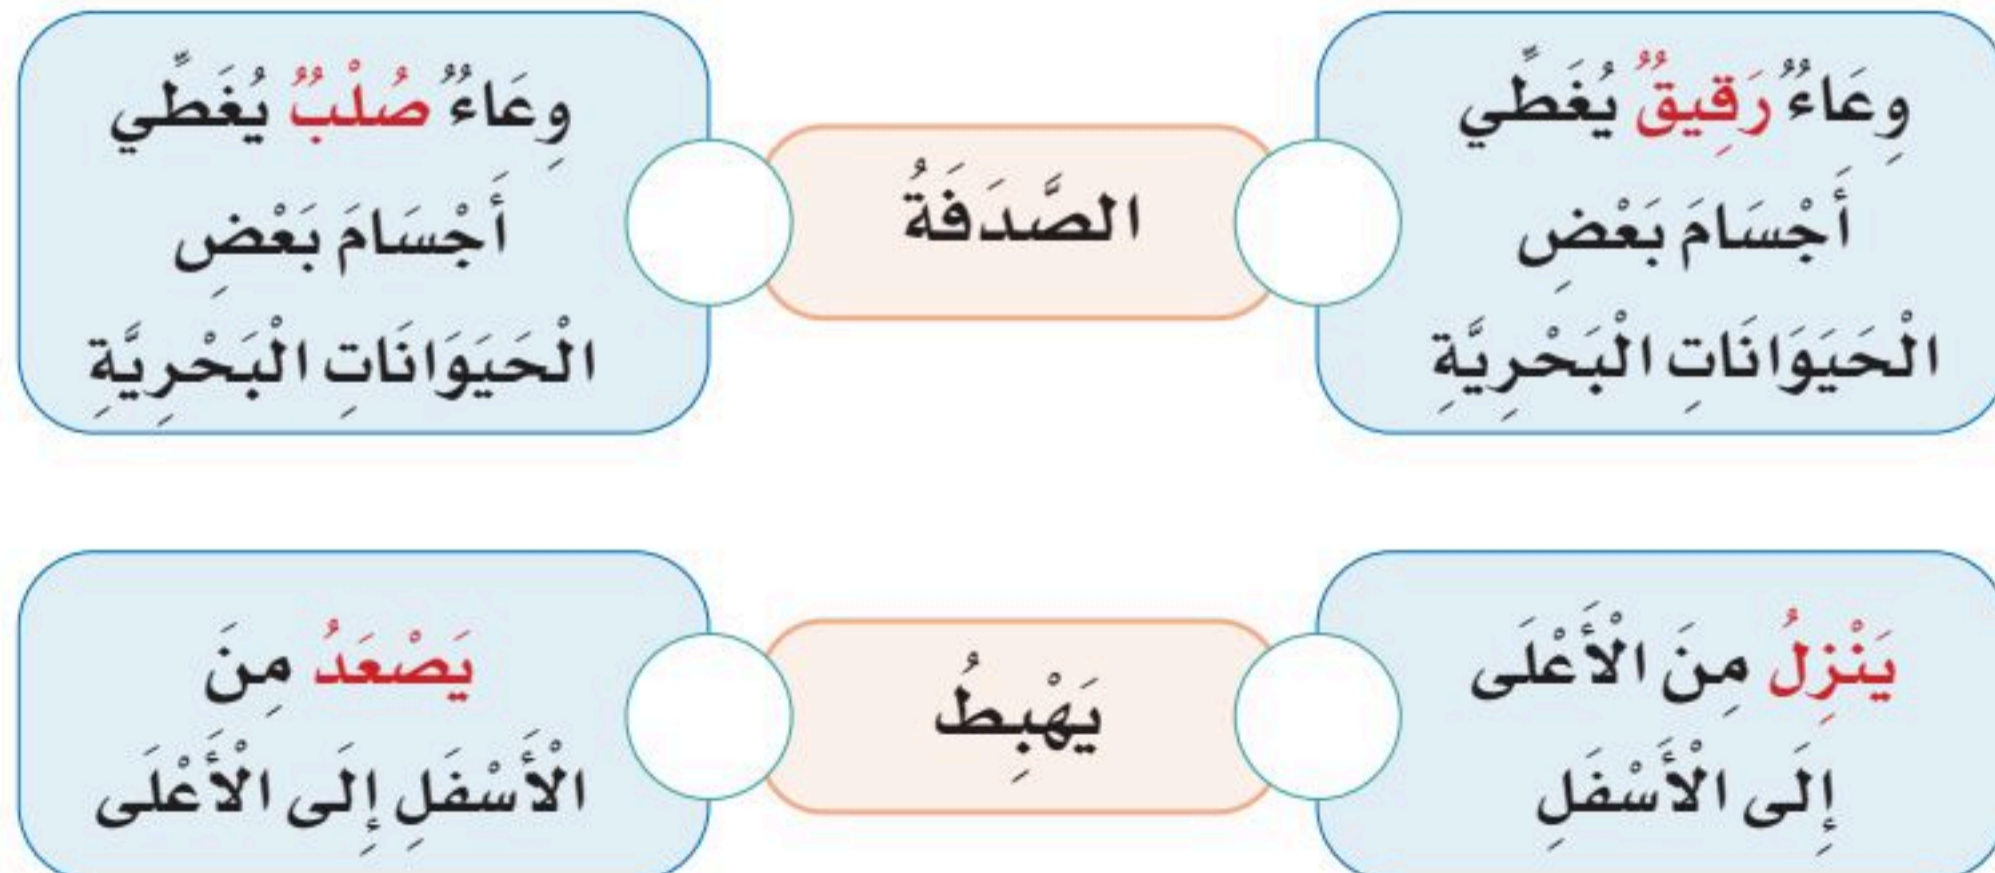 وِعَاءٌ رَقِيقٌ يُغَطِّي
أَجْسَامَ بَعْضِ
الْحَيَوَانَاتِ الْبَحْرِيَّةِ
الصَّدَفَةُ
وِعَاءٌ صُلْبٌ يُغَطِّي
أَجْسَامَ بَعْضِ
الْحَيَوَانَاتِ الْبَحْرِيَّةِ
يَنْزِلُ مِنَ الْأَعْلَى
إِلَى الْأَسْفَلِ
يَهْبِطُ
يَصْعَدُ مِنَ
الْأَسْفَلِ إِلَى الْأَعْلَى